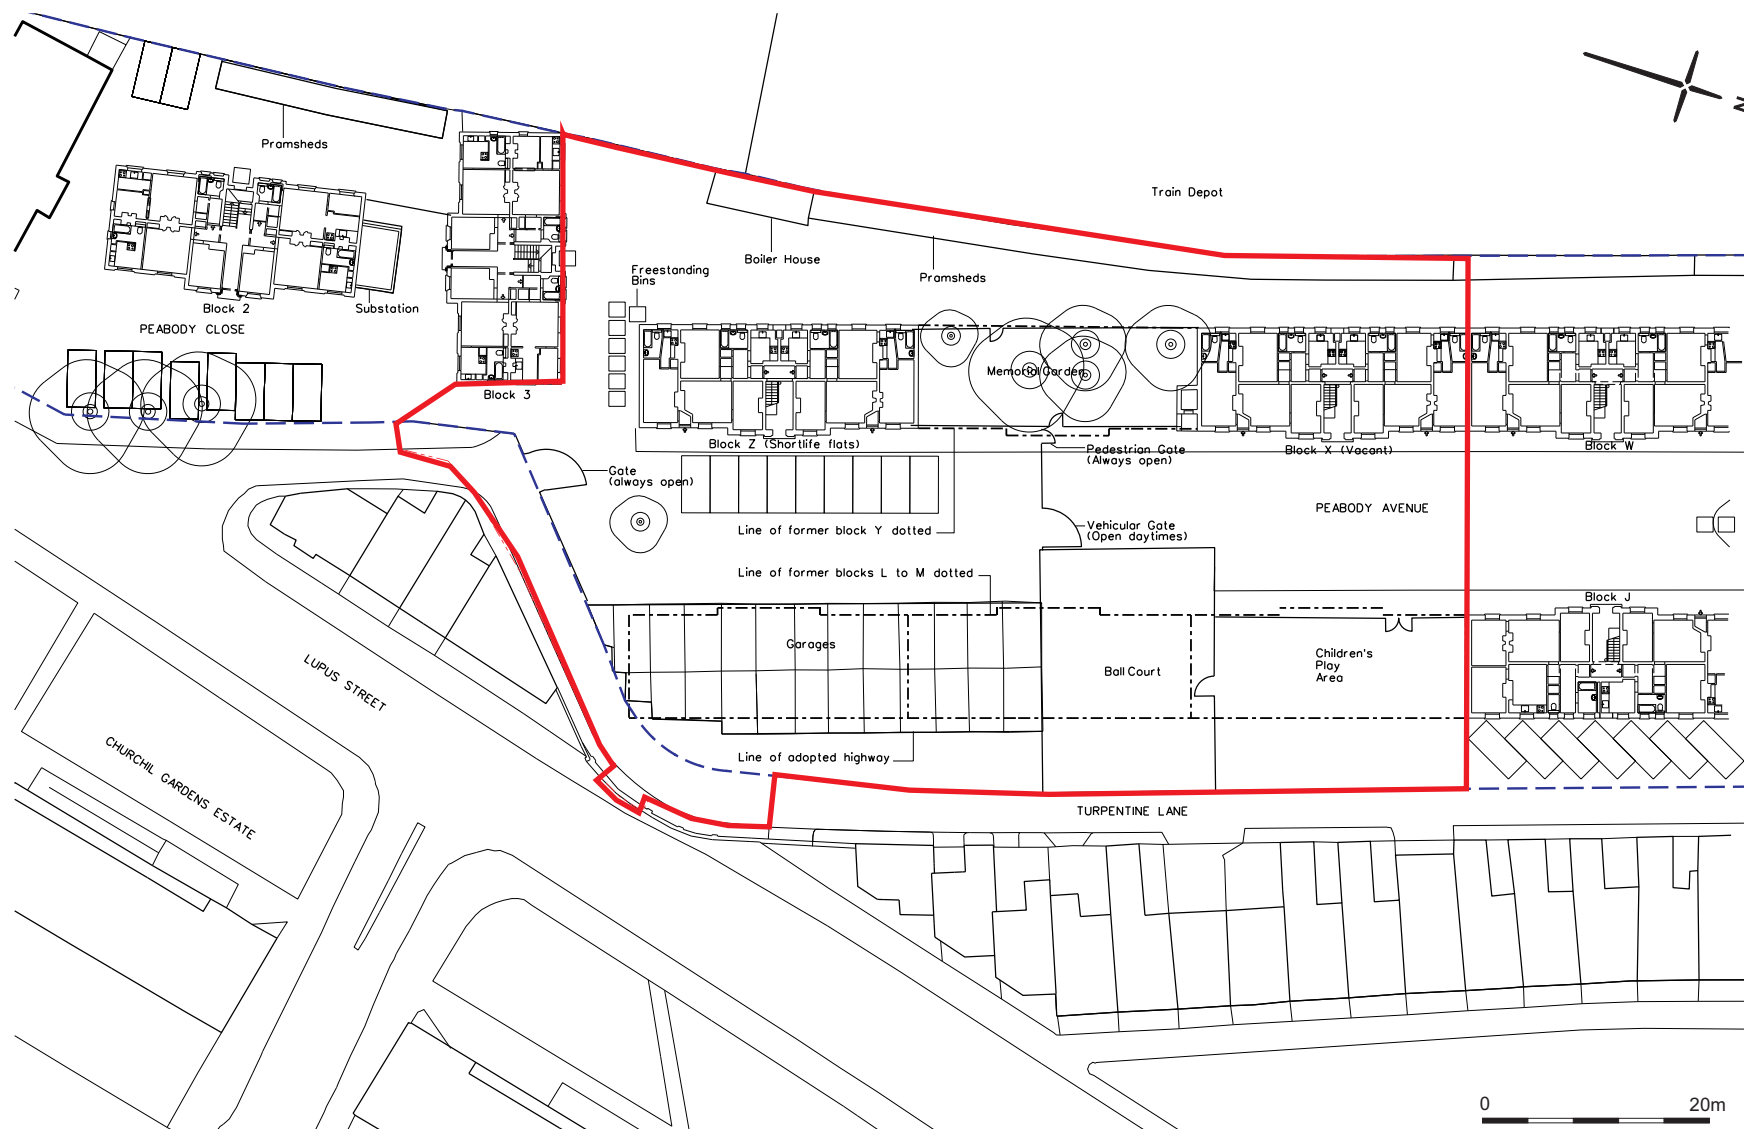 N
Pramsheds
Train Depot
Boiler House
Freestanding
Bins
Pramsheds
Block 2
Substation
PEABODY CLOSE
Memorial Garden
Block 3
Block Z (Shortlife flats)
Pedestrian Gate
(Always open)
Block X (Vacant)
Block W
Gate
(always open)
PEABODY AVENUE
Line of former block Y dotted
Vehicular Gate
(Open daytimes)
Line of former blocks L to M dotted
Block J
Garages
Ball Court
Children's
Play
Area
LUPUS STREET
CHURCHIL GARDENS ESTATE
Line of adopted highway
TURPENTINE LANE
0 20m